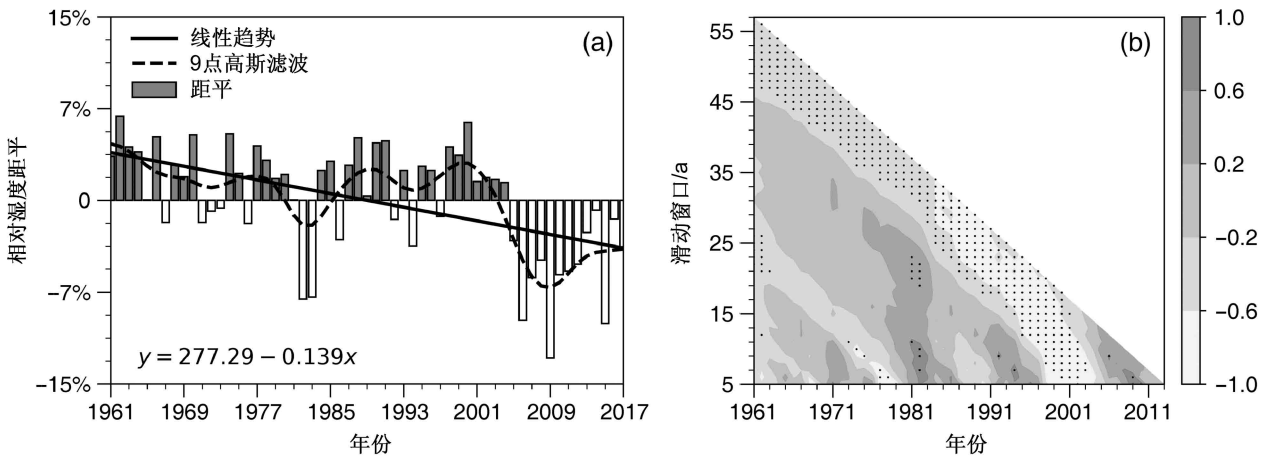 15%
7%
0
−7%
−15%
相对湿度距平
线性趋势
9点高斯滤波
距平
(a)
y = 277.29 − 0.139x
1961 1969 1977 1985 1993 2001 2009 2017
年份
55
45
35
25
15
5
滑动窗口/a
(b)
1961 1971 1981 1991 2001 2011
年份
1.0
0.6
0.2
−0.2
−0.6
−1.0